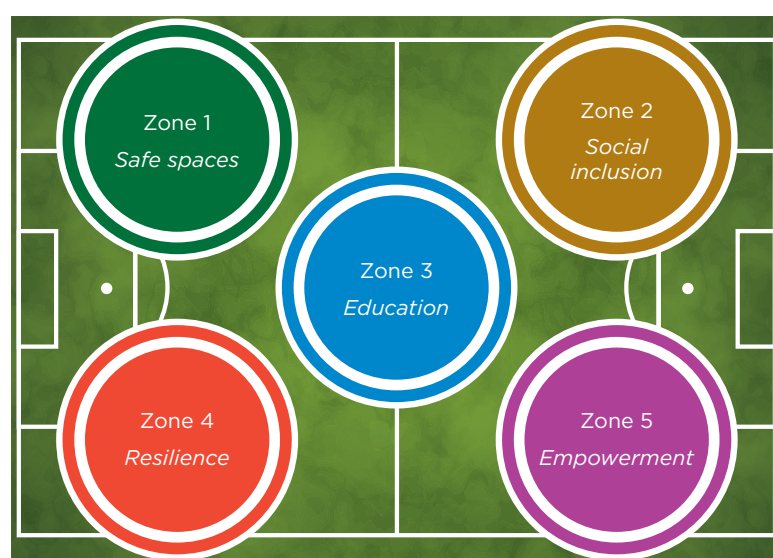 Zone 1
Safe spaces
Zone 2
Social
inclusion
Zone 3
Education
Zone 4
Resilience
Zone 5
Empowerment